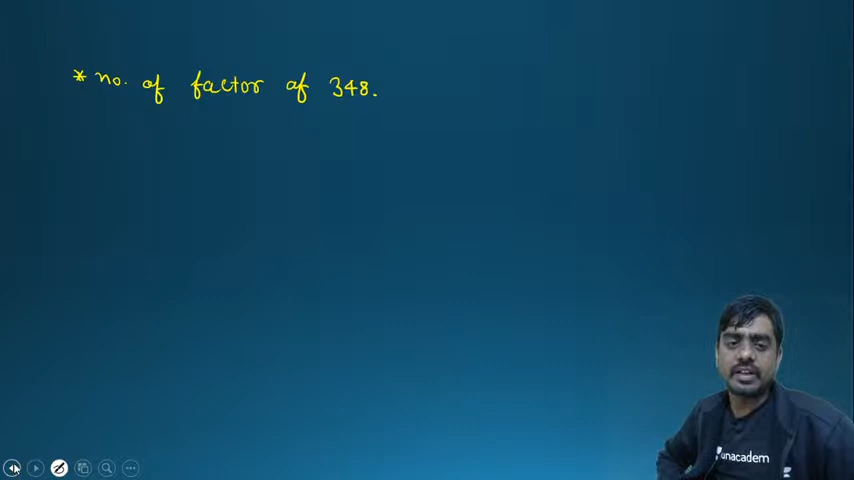 * no. of factor of 348.
unacadem